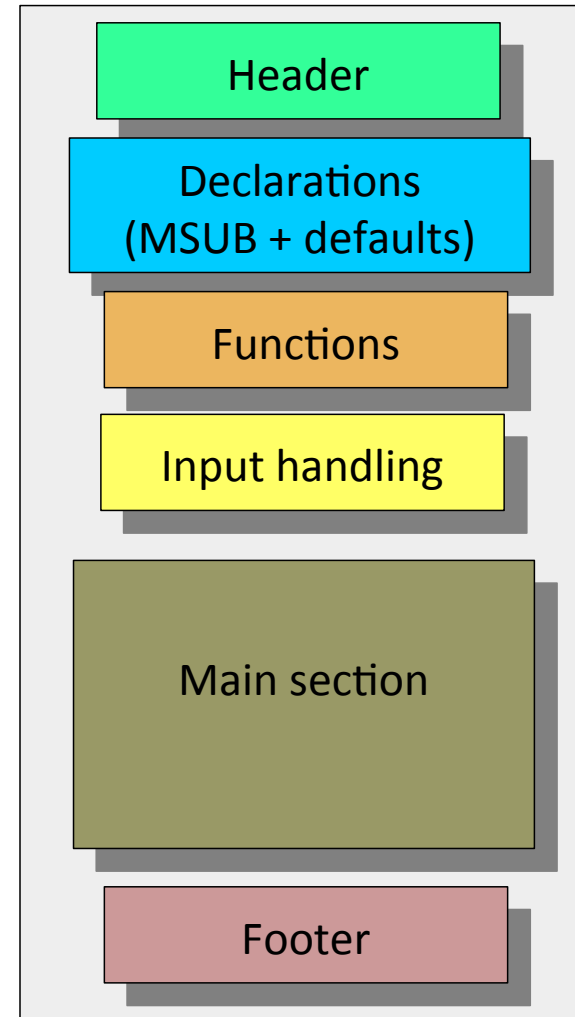 Header
Declarations
(MSUB + defaults)
Functions
Input handling
Main section
Footer